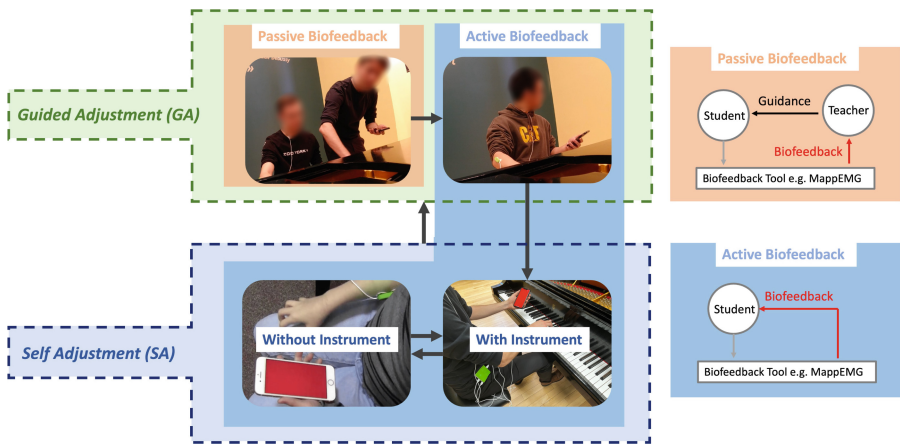 Passive Biofeedback
Active Biofeedback
Guided Adjustment (GA)
Self Adjustment (SA)
Without Instrument
With Instrument
Passive Biofeedback
Student
Guidance
Teacher
Biofeedback
Biofeedback Tool e.g. MappEMG
Active Biofeedback
Student
Biofeedback
Biofeedback Tool e.g. MappEMG